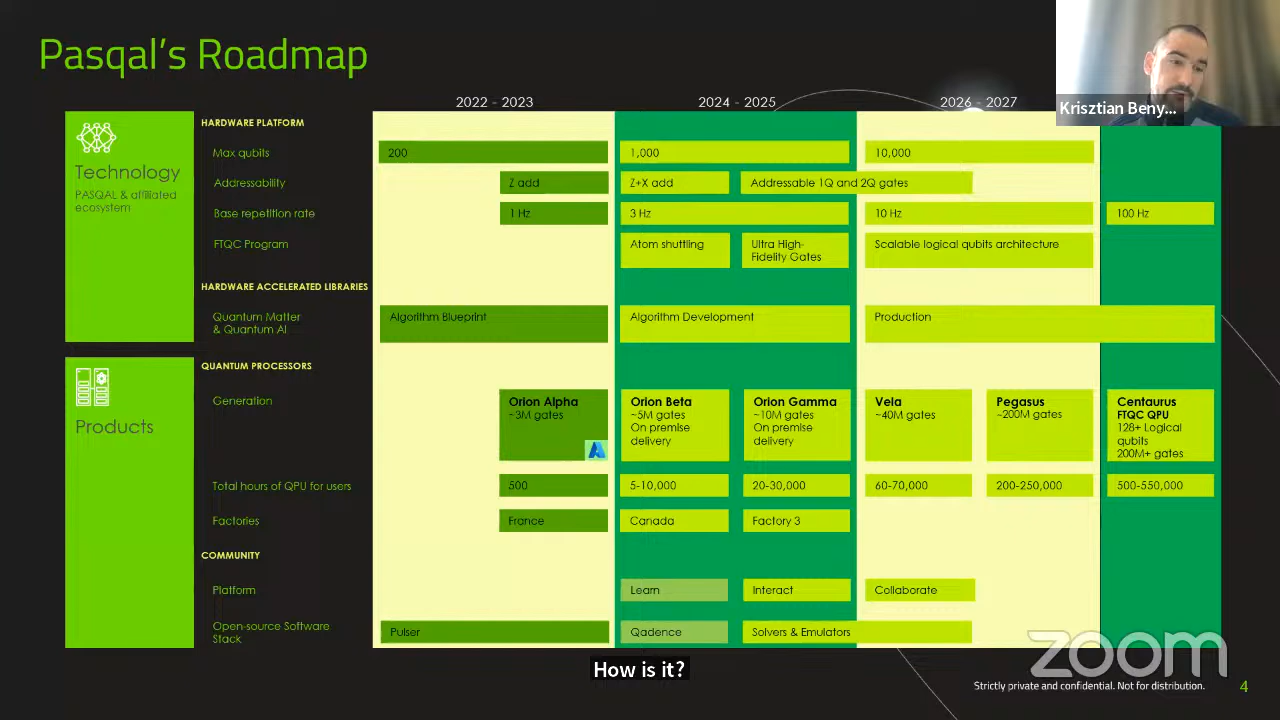 Pasqal's Roadmap
Krisztian Beny...
2022 - 2023
2024 - 2025
2026 - 2027
Technology
PASQAL & affiliated
ecosystem
HARDWARE PLATFORM
Max qubits
200
1,000
10,000
Addressability
Z add
Z+X add
Addressable 1Q and 2Q gates
Base repetition rate
1 Hz
3 Hz
10 Hz
100 Hz
FTQC Program
Atom shuttling
Ultra High-
Fidelity Gates
Scalable logical qubits architecture
HARDWARE ACCELERATED LIBRARIES
Quantum Matter
& Quantum AI
Algorithm Blueprint
Algorithm Development
Production
Products
QUANTUM PROCESSORS
Generation
Orion Alpha
~3M gates
Orion Beta
~5M gates
On premise
delivery
Orion Gamma
~10M gates
On premise
delivery
Vela
~40M gates
Pegasus
~200M gates
Centaurus
FTQC QPU
128+ Logical
qubits
200M+ gates
Total hours of QPU for users
500
5-10,000
20-30,000
60-70,000
200-250,000
500-550,000
Factories
France
Canada
Factory 3
COMMUNITY
Platform
Learn
Interact
Collaborate
Open-source Software
Stack
Pulser
Qadence
Solvers & Emulators
How is it?
zoom
Strictly private and confidential. Not for distribution.
4